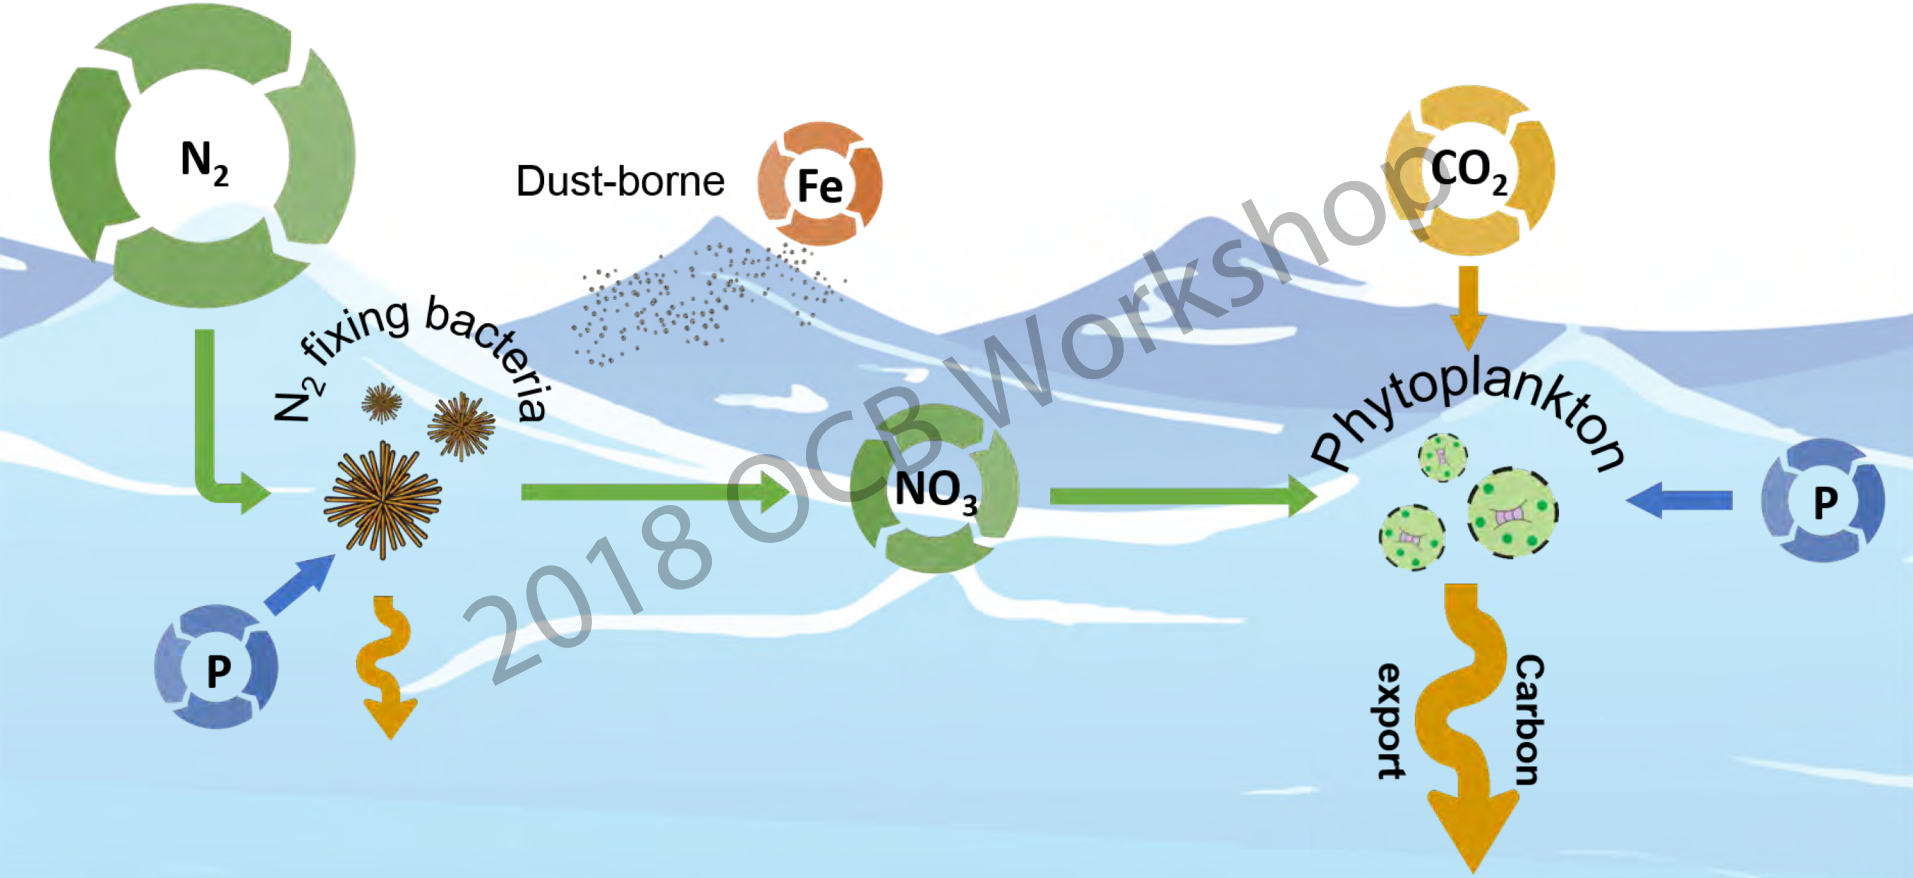 N2
Dust-borne
Fe
CO2
N2 fixing bacteria
Phytoplankton
NO3
P
P
Carbon
export
2018 OCB Workshop